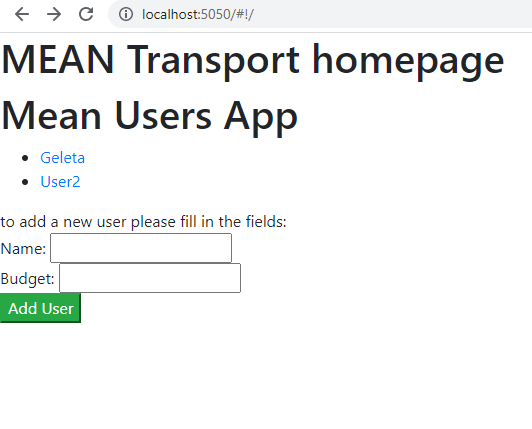 localhost:5050/#!/
MEAN Transport homepage
Mean Users App
Geleta
User2
to add a new user please fill in the fields:
Name:
Budget:
Add User